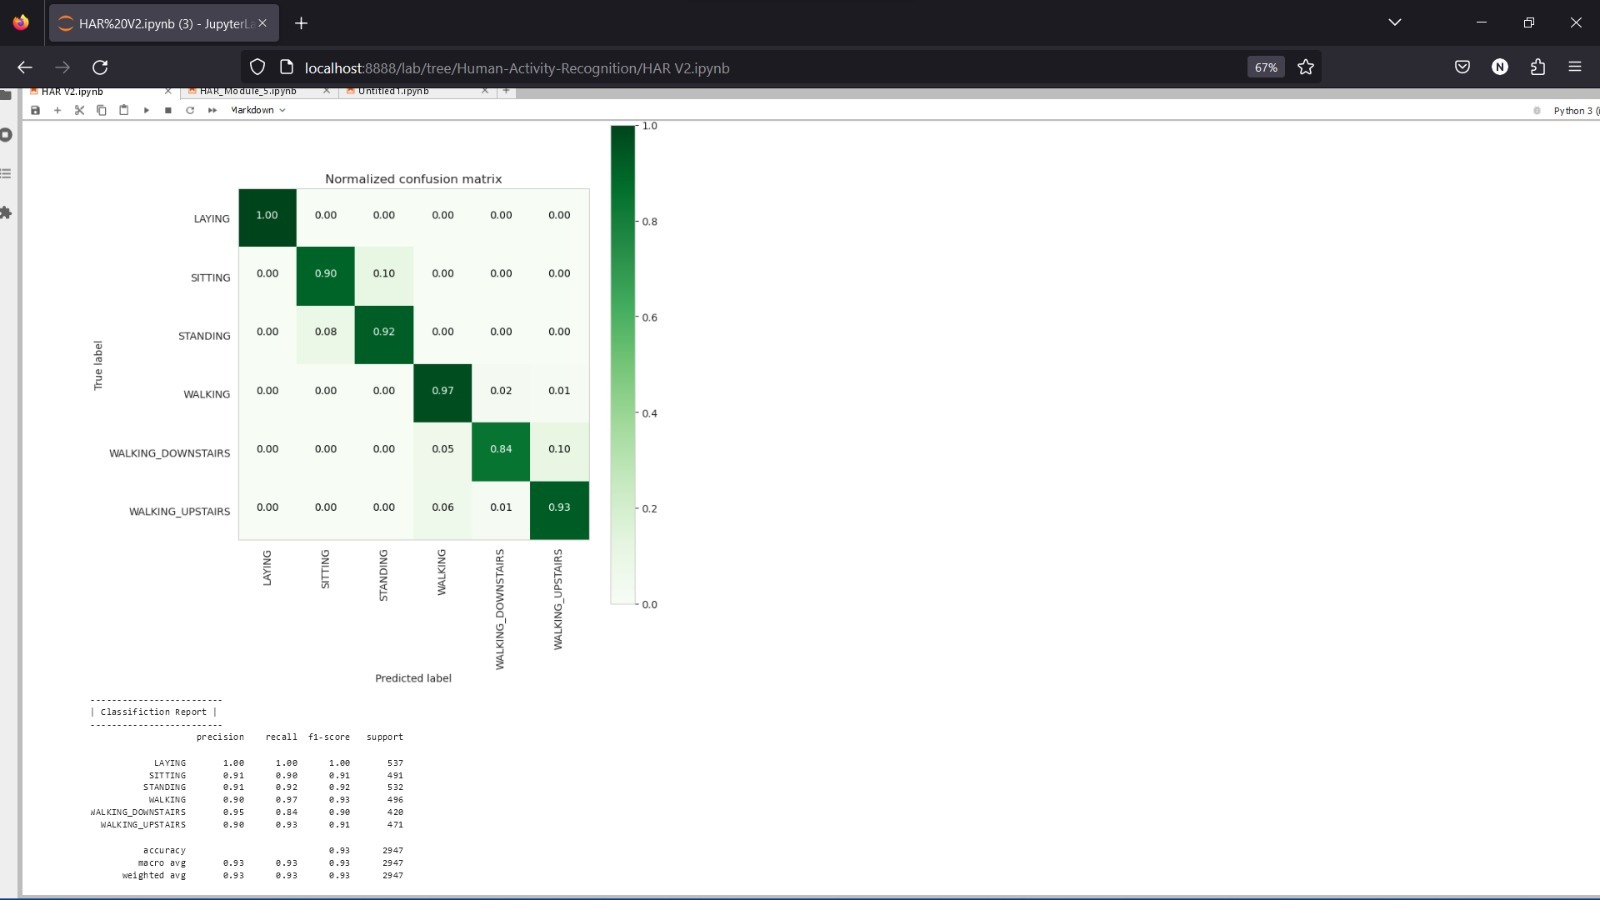 HAR%20V2.ipynb (3) - JupyterLa
localhost:8888/lab/tree/Human-Activity-Recognition/HAR V2.ipynb
67%
N
HAR V2.ipynb
HAR_Module_5.ipynb
Untitled1.ipynb
Markdown
Python 3 (i
Normalized confusion matrix
1.0
0.8
0.6
0.4
0.2
0.0
True label
LAYING 1.00 0.00 0.00 0.00 0.00 0.00
SITTING 0.00 0.90 0.10 0.00 0.00 0.00
STANDING 0.00 0.08 0.92 0.00 0.00 0.00
WALKING 0.00 0.00 0.00 0.97 0.02 0.01
WALKING_DOWNSTAIRS 0.00 0.00 0.00 0.05 0.84 0.10
WALKING_UPSTAIRS 0.00 0.00 0.00 0.06 0.01 0.93
LAYING
SITTING
STANDING
WALKING
WALKING_DOWNSTAIRS
WALKING_UPSTAIRS
Predicted label
-------------------------
| Classifiction Report |
-------------------------
precision recall f1-score support
LAYING 1.00 1.00 1.00 537
SITTING 0.91 0.90 0.91 491
STANDING 0.91 0.92 0.92 532
WALKING 0.90 0.97 0.93 496
WALKING_DOWNSTAIRS 0.95 0.84 0.90 420
WALKING_UPSTAIRS 0.90 0.93 0.91 471
accuracy 0.93 2947
macro avg 0.93 0.93 0.93 2947
weighted avg 0.93 0.93 0.93 2947